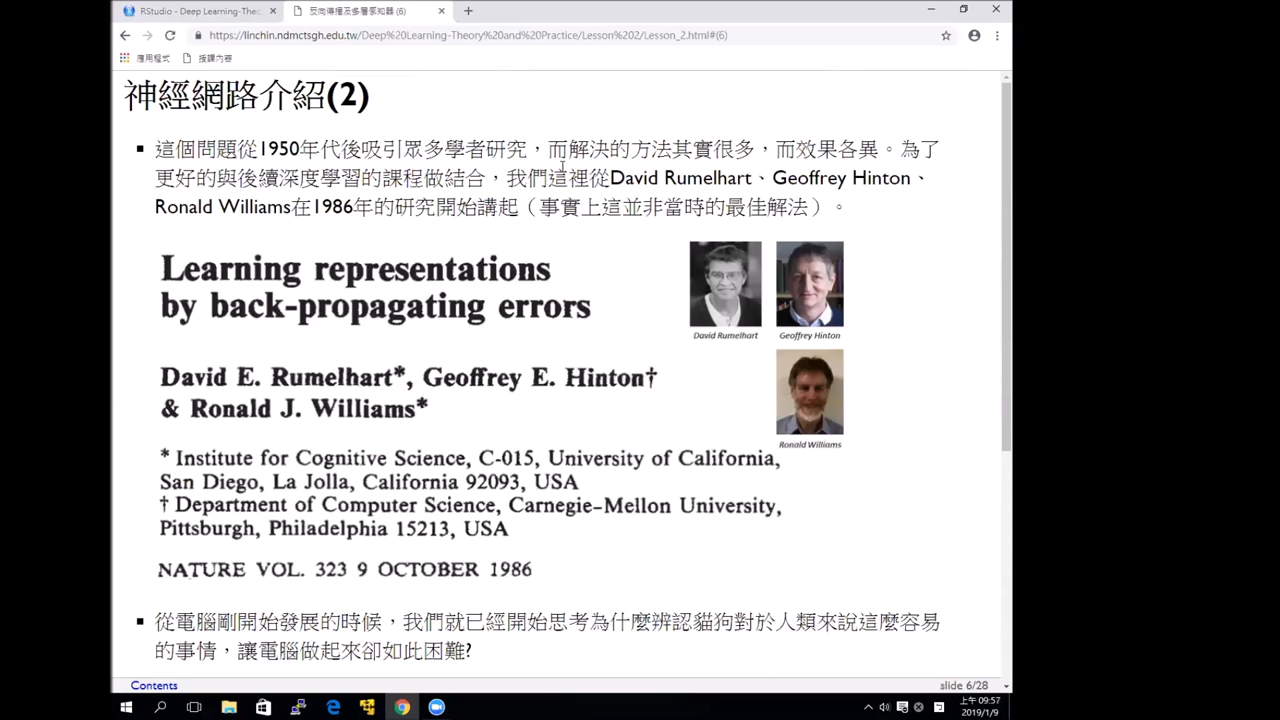 RStudio - Deep Learning-The
反向傳播及多層感知器 (6)
https://linchin.ndmctsgh.edu.tw/Deep%20Learning-Theory%20and%20Practice/Lesson%202/Lesson_2.html#(6)
應用程式 授課內容
神經網路介紹(2)
這個問題從1950年代後吸引眾多學者研究，而解決的方法其實很多，而效果各異。為了
更好的與後續深度學習的課程做結合，我們這裡從David Rumelhart、Geoffrey Hinton、
Ronald Williams在1986年的研究開始講起（事實上這並非當時的最佳解法）。
Learning representations
by back-propagating errors
David Rumelhart Geoffrey Hinton
David E. Rumelhart*, Geoffrey E. Hinton†
& Ronald J. Williams*
Ronald Williams
* Institute for Cognitive Science, C-015, University of California,
San Diego, La Jolla, California 92093, USA
† Department of Computer Science, Carnegie-Mellon University,
Pittsburgh, Philadelphia 15213, USA
NATURE VOL. 323 9 OCTOBER 1986
從電腦剛開始發展的時候，我們就已經開始思考為什麼辨認貓狗對於人類來說這麼容易
的事情，讓電腦做起來卻如此困難?
Contents slide 6/28
上午 09:57
2019/1/9